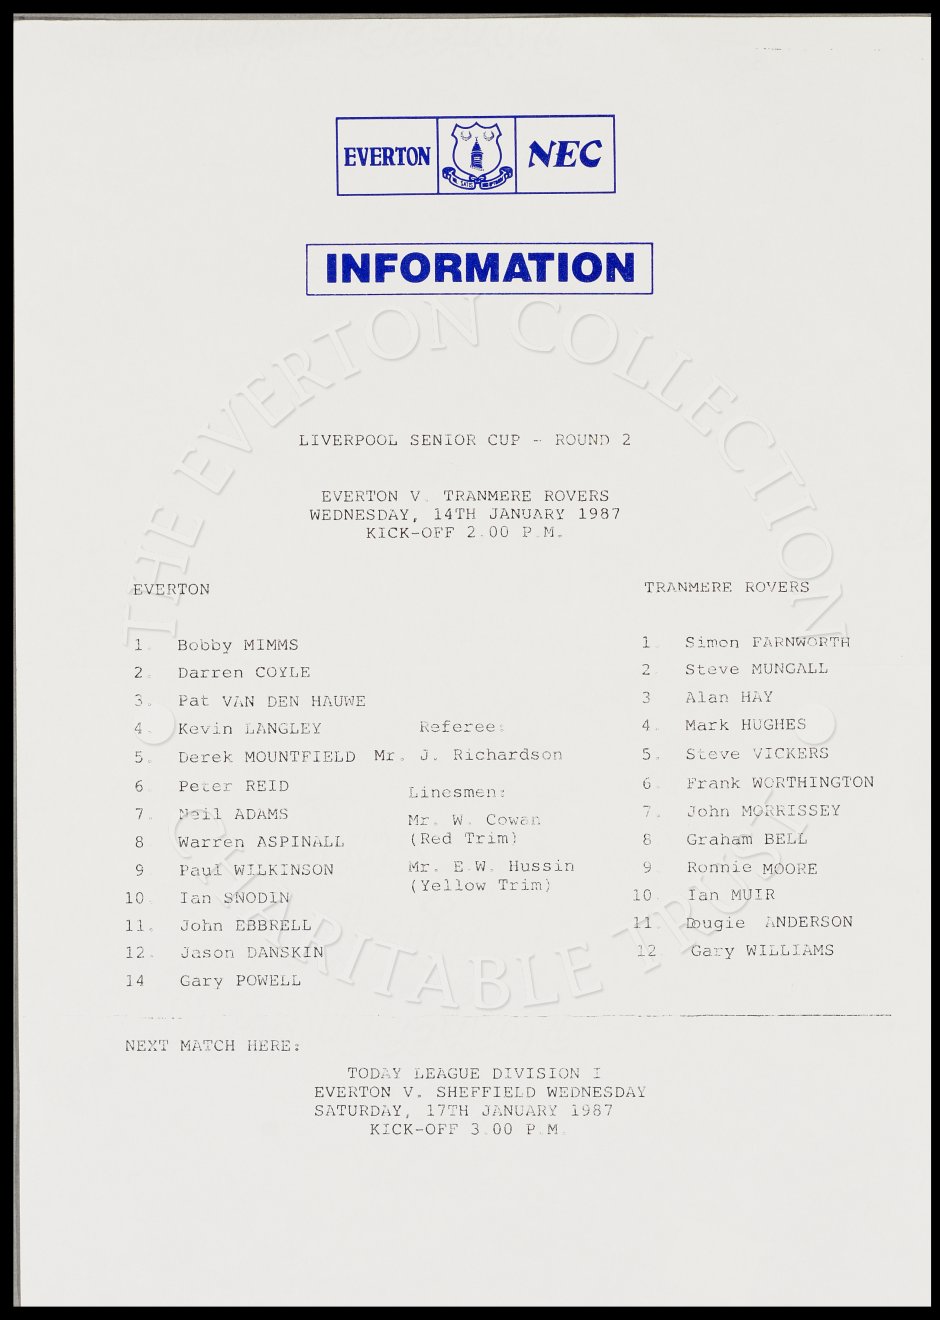 EVERTON
NEC
INFORMATION
THE EVERTON COLLECTION
CHARITABLE TRUST
LIVERPOOL SENIOR CUP - ROUND 2
EVERTON V. TRANMERE ROVERS
WEDNESDAY, 14TH JANUARY 1987
KICK-OFF 2.00 P.M.
EVERTON
1. Bobby MIMMS
2. Darren COYLE
3. Pat VAN DEN HAUWE
4. Kevin LANGLEY
5. Derek MOUNTFIELD
6. Peter REID
7. Neil ADAMS
8 Warren ASPINALL
9 Paul WILKINSON
10. Ian SNODIN
11. John EBBRELL
12. Jason DANSKIN
14 Gary POWELL
Referee:
Mr. J. Richardson
Linesmen:
Mr. W. Cowan
(Red Trim)
Mr. E.W. Hussin
(Yellow Trim)
TRANMERE ROVERS
1. Simon FARNWORTH
2 Steve MUNGALL
3 Alan HAY
4. Mark HUGHES
5. Steve VICKERS
6. Frank WORTHINGTON
7. John MORRISSEY
8 Graham BELL
9 Ronnie MOORE
10. Ian MUIR
11. Dougie ANDERSON
12. Gary WILLIAMS
NEXT MATCH HERE:
TODAY LEAGUE DIVISION I
EVERTON V. SHEFFIELD WEDNESDAY
SATURDAY, 17TH JANUARY 1987
KICK-OFF 3.00 P.M.